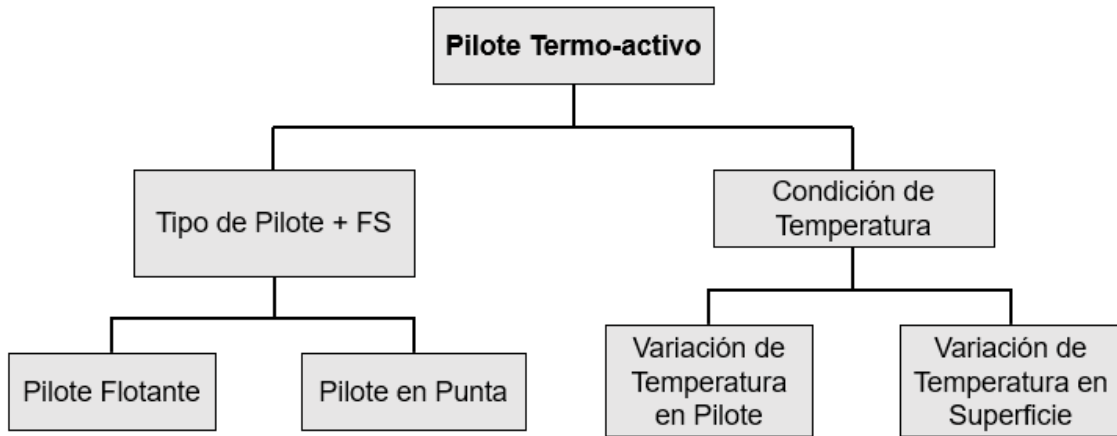 Pilote Termo-activo
Tipo de Pilote + FS
Condición de
Temperatura
Pilote Flotante
Pilote en Punta
Variación de
Temperatura
en Pilote
Variación de
Temperatura en
Superficie